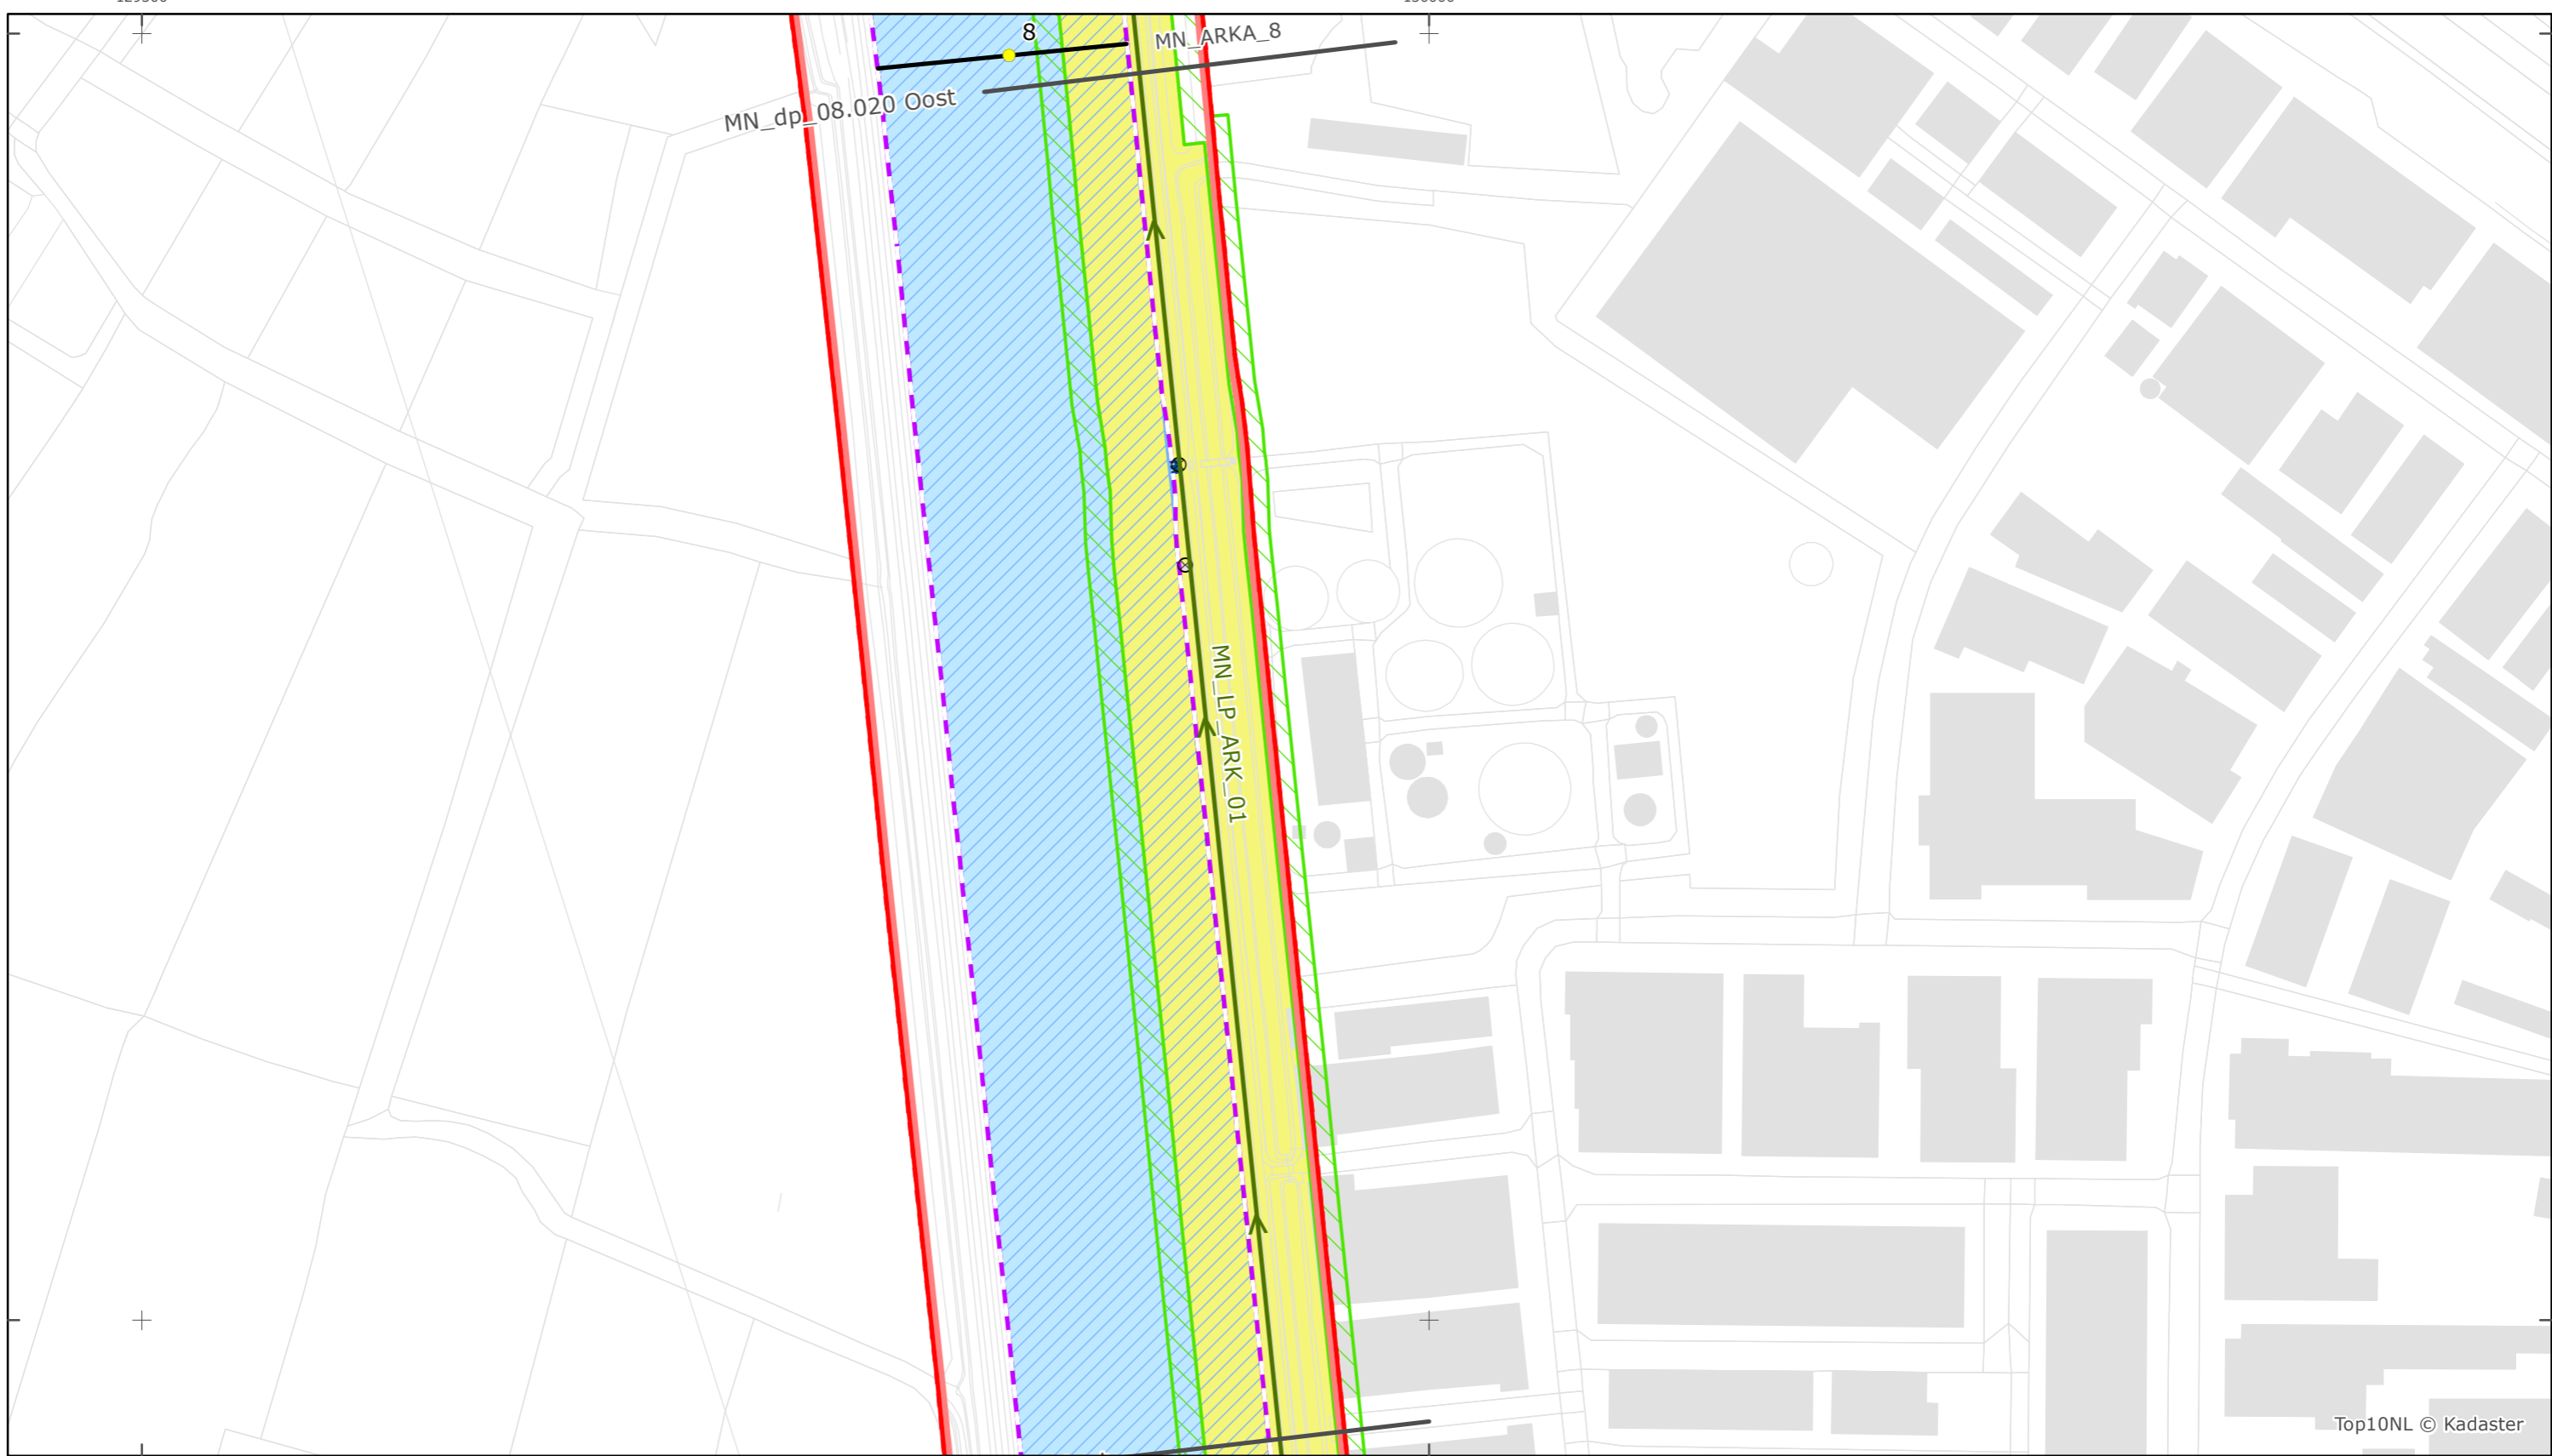 8
MN_ARKA_8
MN_dp_08.020 Oost
MN_LP_ARK_01
Top10NL © Kadaster